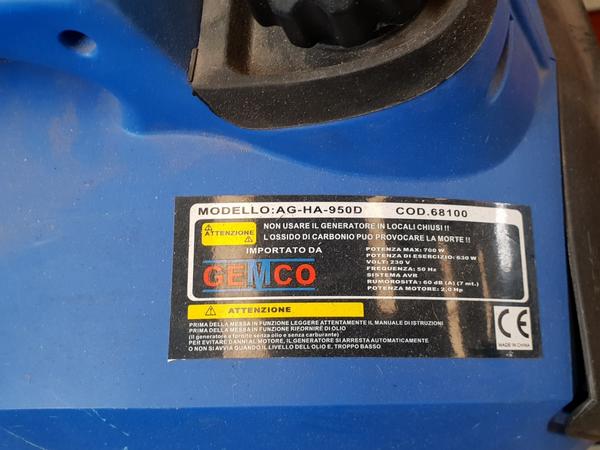 MODELLO:AG-HA-950D COD.68100
ATTENZIONE
NON USARE IL GENERATORE IN LOCALI CHIUSI !!
L OSSIDO DI CARBONIO PUO PROVOCARE LA MORTE !!
IMPORTATO DA
GEMCO
POTENZA MAX: 700 W
POTENZA DI ESERCIZIO: 630 W
VOLT: 230 V
FREQUENZA: 50 Hz
SISTEMA AVR
RUMOROSITA : 60 dB (A) (7 mt.)
POTENZA MOTORE: 2,0 Hp
ATTENZIONE
PRIMA DELLA MESSA IN FUNZIONE LEGGERE ATTENTAMENTE IL MANUALE DI ISTRUZIONI
PRIMA DELLA MESSA IN FUNZIONE RIFORNIRE DI OLIO
(il generatore e fornito senza olio e senza carburante)
PER EVITARE DANNI AL MOTORE, IL GENERATORE SI ARRESTA AUTOMATICAMENTE
O NON SI AVVIA QUANDO IL LIVELLO DELL OLIO E, TROPPO BASSO
CE
MADE IN CHINA